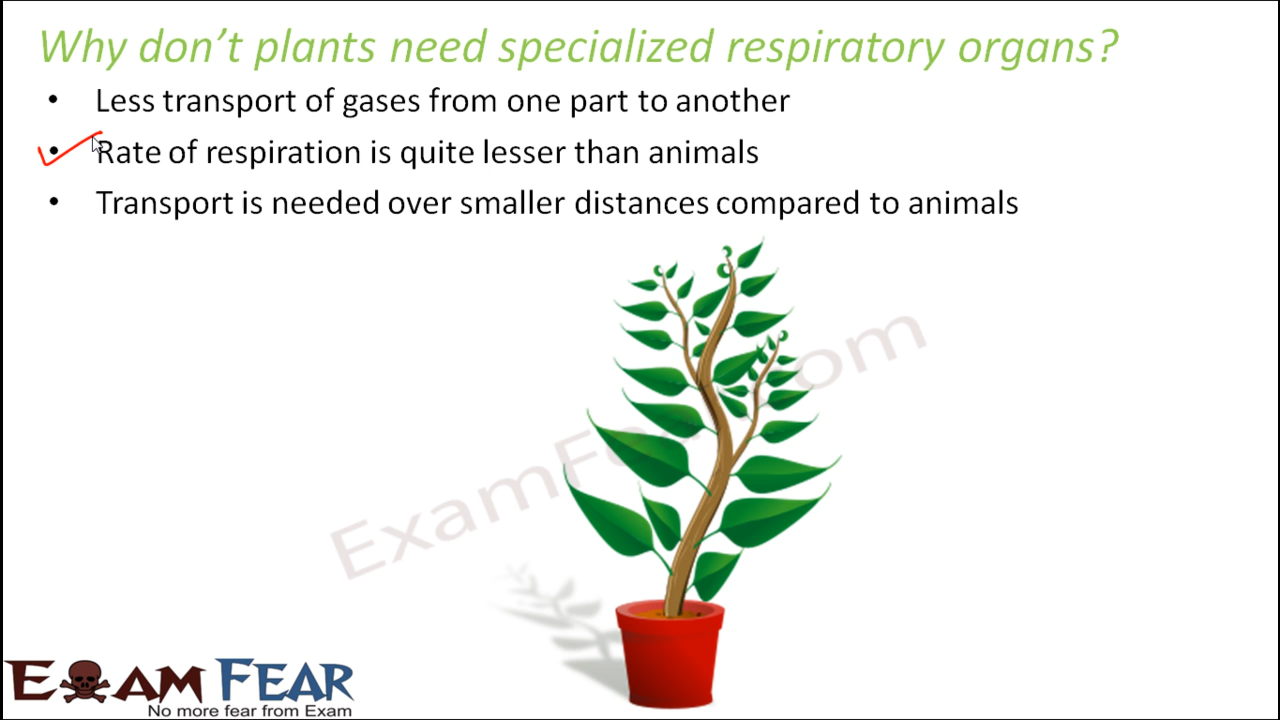 Why don't plants need specialized respiratory organs?
• Less transport of gases from one part to another
• Rate of respiration is quite lesser than animals
• Transport is needed over smaller distances compared to animals
EXAM FEAR
No more fear from Exam